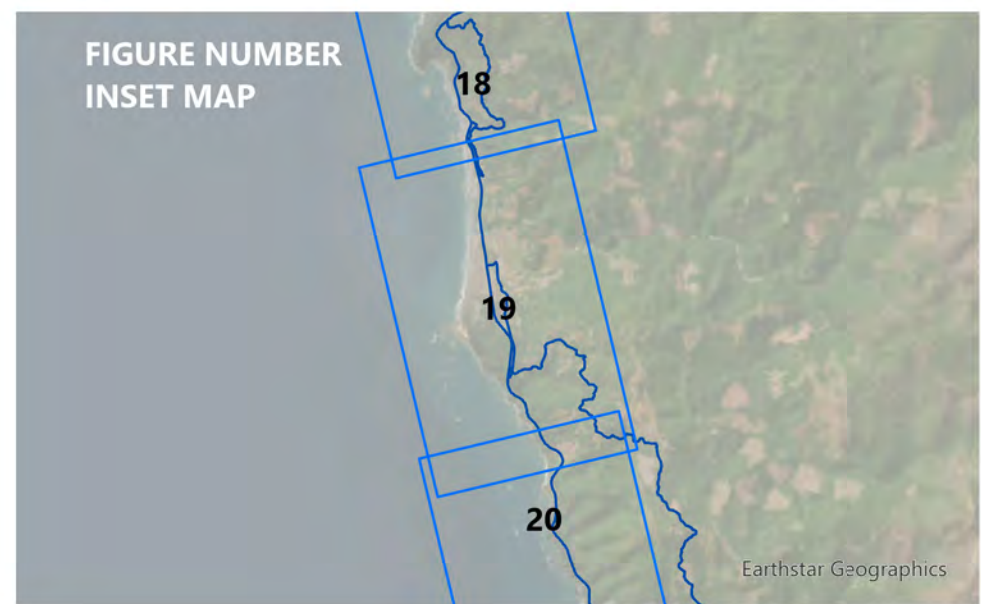 FIGURE NUMBER
INSET MAP
18
19
20
Earthstar Geographics